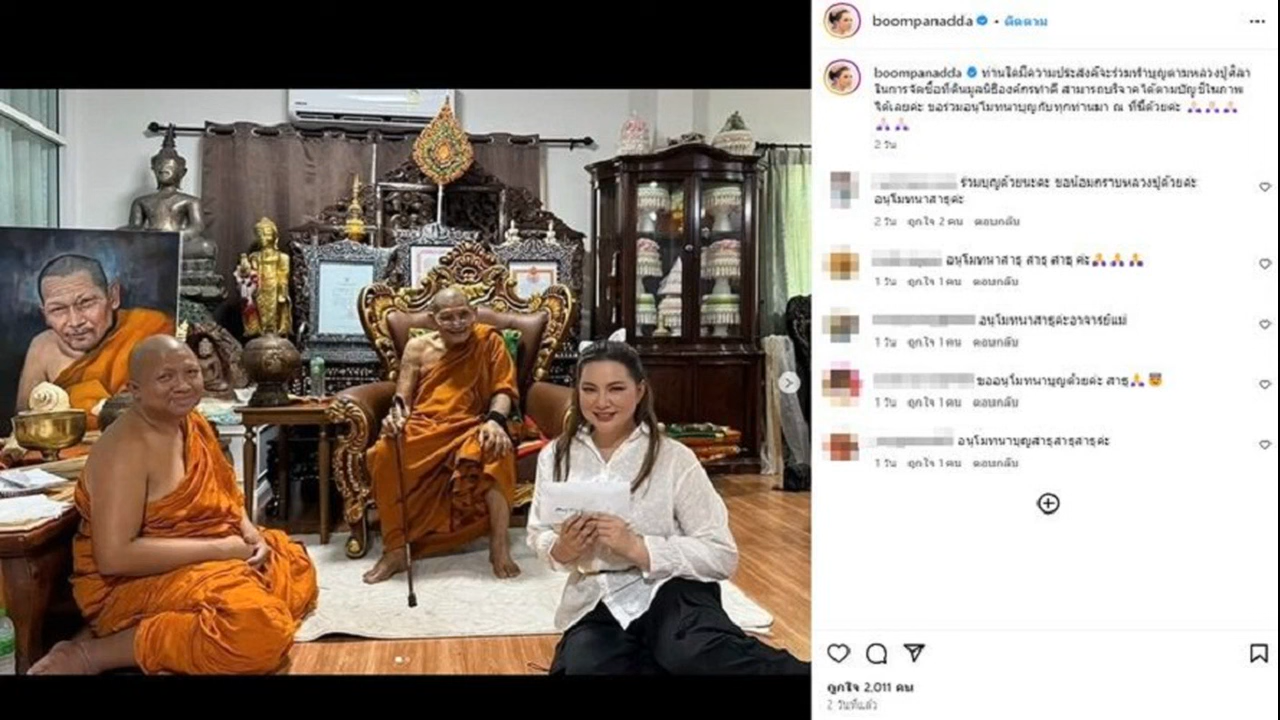 boompanadda • ติดตาม
boompanadda ท่านใดมีความประสงค์จะร่วมทำบุญตามหลวงปู่ศิลา
ในการจัดซื้อที่ดินมูลนิธิองค์กรทำดี สามารถบริจาคได้ตามบัญชีในภาพ
ได้เลยค่ะ ขอร่วมอนุโมทนาบุญกับทุกท่านมา ณ ที่นี้ด้วยค่ะ 🙏🏻🙏🏻🙏🏻
🙏🏻🙏🏻
2 วัน
ร่วมบุญด้วยนะคะ ขอน้อมกราบหลวงปู่ด้วยค่ะ
อนุโมทนาสาธุค่ะ
2 วัน ถูกใจ 2 คน ตอบกลับ
อนุโมทนาสาธุ สาธุ สาธุ ค่ะ🙏🙏🙏
1 วัน ถูกใจ 1 คน ตอบกลับ
อนุโมทนาสาธุค่ะอาจารย์แม่
1 วัน ถูกใจ 1 คน ตอบกลับ
ขออนุโมทนาบุญด้วยค่ะ สาธุ🙏😇
1 วัน ถูกใจ 1 คน ตอบกลับ
อนุโมทนาบุญสาธุสาธุสาธุค่ะ
1 วัน ถูกใจ 1 คน ตอบกลับ
ถูกใจ 2,011 คน
2 วันที่แล้ว